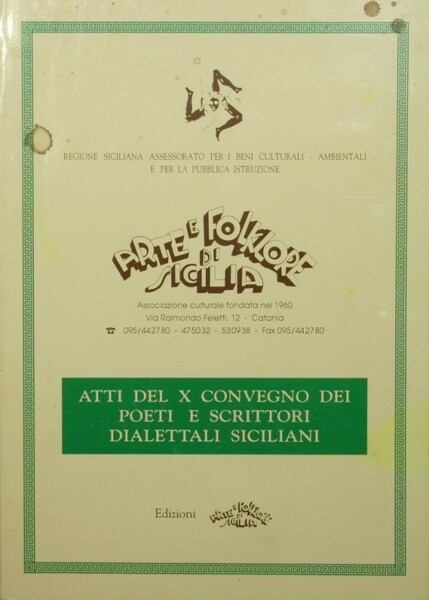 REGIONE SICILIANA ASSESSORATO PER I BENI CULTURALI - AMBIENTALI
E PER LA PUBBLICA ISTRUZIONE
ARTE E FOLKLORE
DI
SICILIA
Associazione culturale fondata nel 1960
Via Raimondo Feletti, 12 - Catania
☎ 095/442780 - 475032 - 530938 - Fax 095/442780
ATTI DEL X CONVEGNO DEI
POETI E SCRITTORI
DIALETTALI SICILIANI
Edizioni ARTE E FOLKLORE
DI
SICILIA